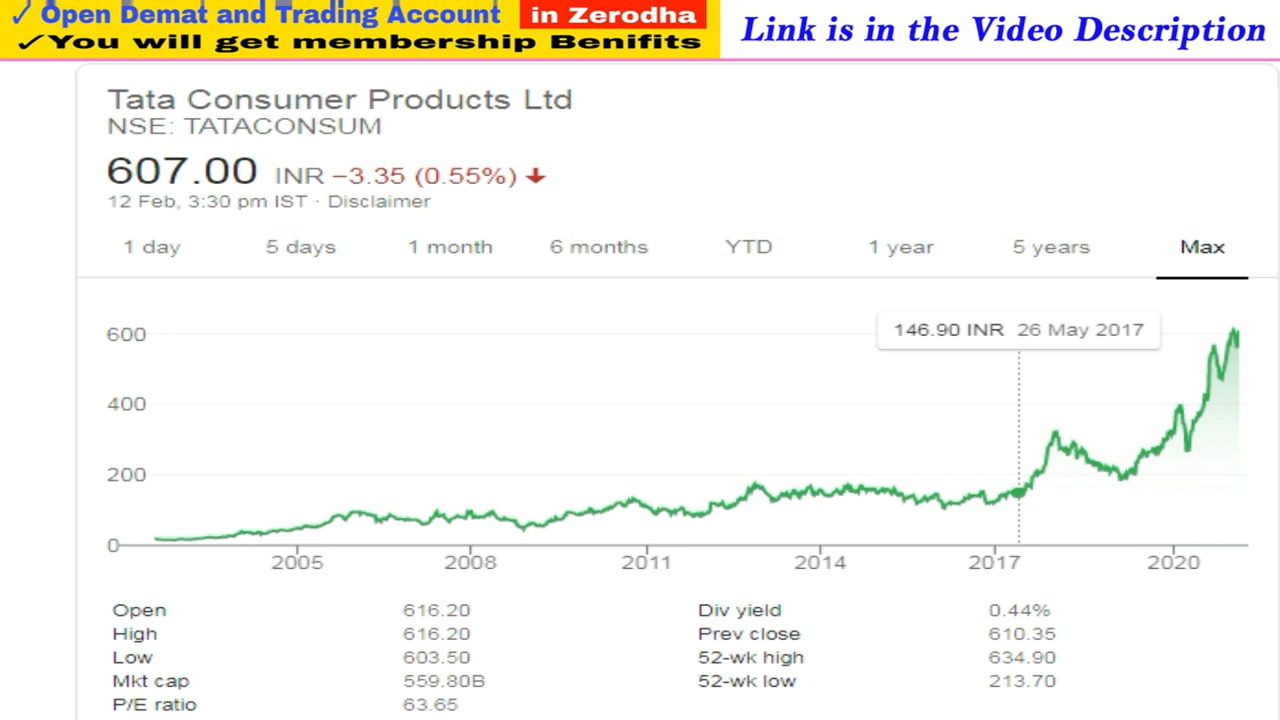 ✓ Open Demat and Trading Account in Zerodha
✓You will get membership Benifits
Link is in the Video Description
Tata Consumer Products Ltd
NSE: TATACONSUM
607.00 INR −3.35 (0.55%) ↓
12 Feb, 3:30 pm IST · Disclaimer
1 day 5 days 1 month 6 months YTD 1 year 5 years Max
146.90 INR 26 May 2017
600
400
200
0
2005 2008 2011 2014 2017 2020
Open 616.20 Div yield 0.44%
High 616.20 Prev close 610.35
Low 603.50 52-wk high 634.90
Mkt cap 559.80B 52-wk low 213.70
P/E ratio 63.65